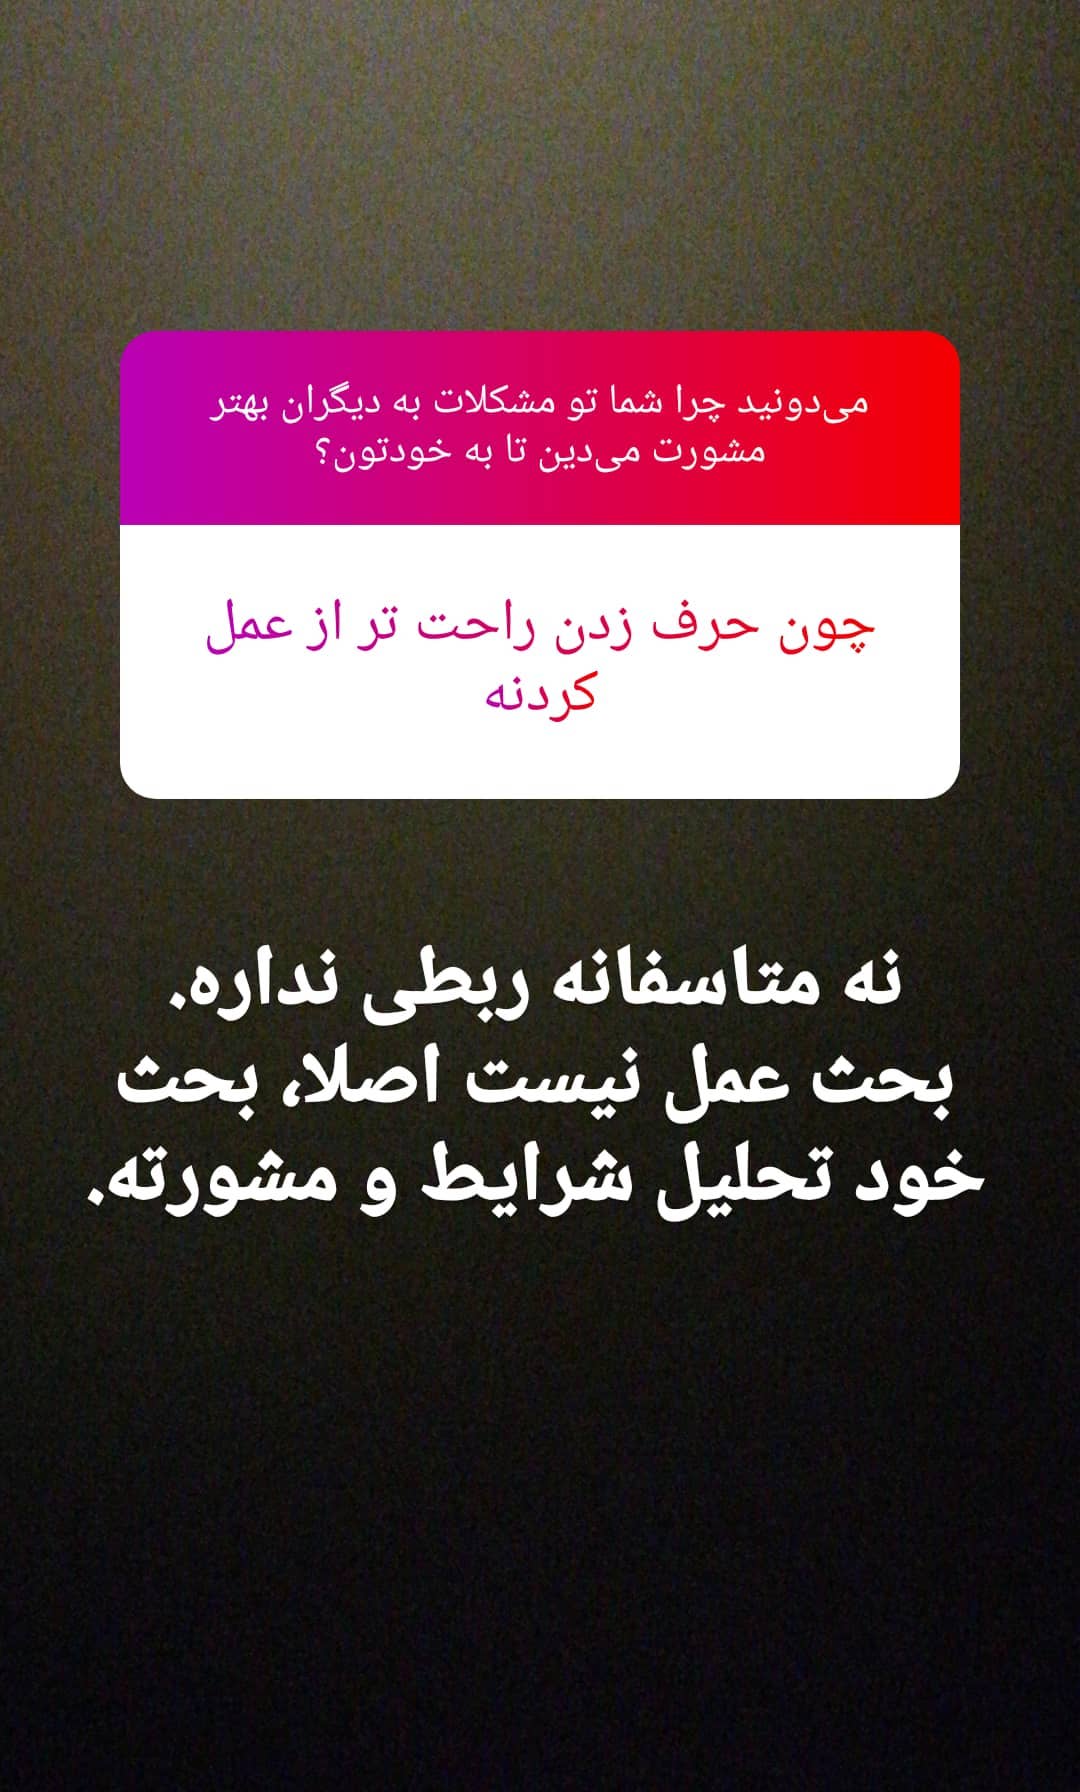 می‌دونید چرا شما تو مشکلات به دیگران بهتر
مشورت می‌دین تا به خودتون؟
چون حرف زدن راحت تر از عمل
کردنه
نه متاسفانه ربطی نداره.
بحث عمل نیست اصلا، بحث
خود تحلیل شرایط و مشورته.